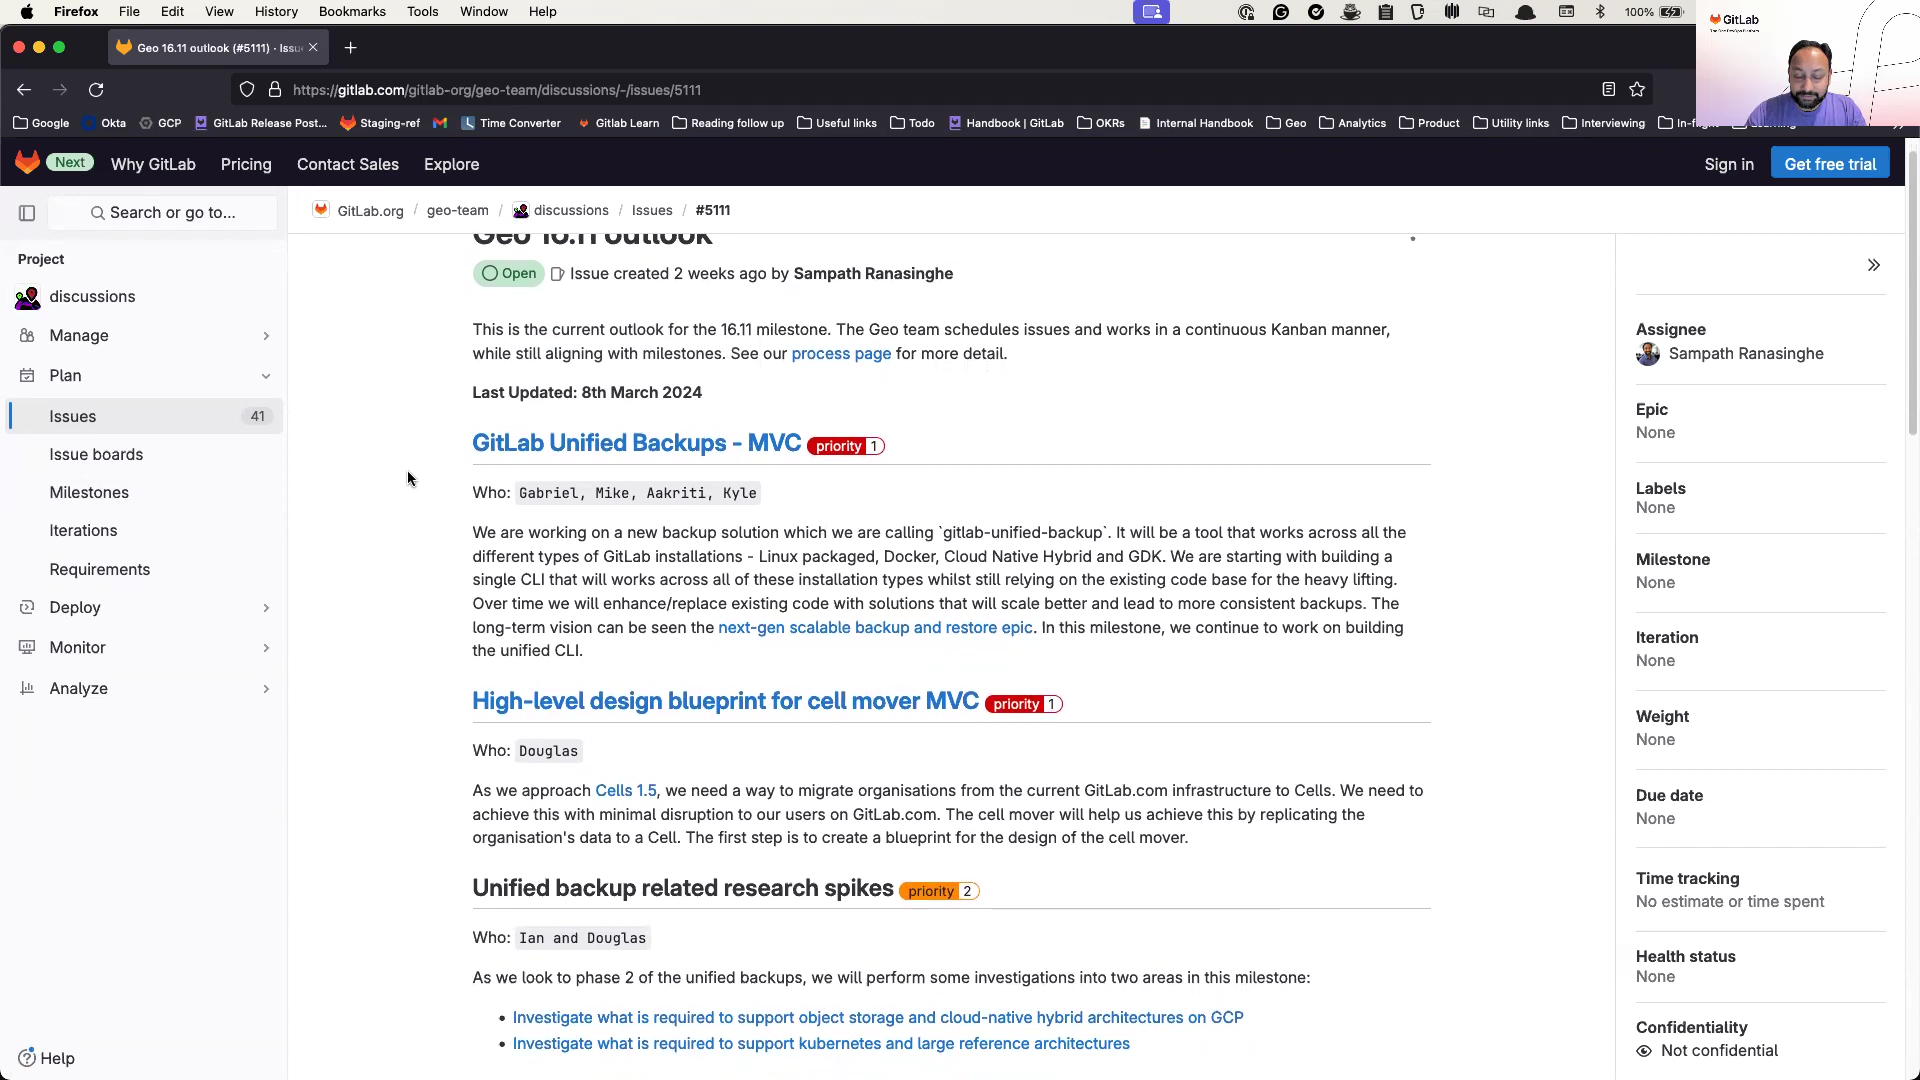 Firefox File Edit View History Bookmarks Tools Window Help 100%
GitLab
Geo 16.11 outlook (#5111) · Issu
https://gitlab.com/gitlab-org/geo-team/discussions/-/issues/5111
Google Okta GCP GitLab Release Post... Staging-ref Time Converter Gitlab Learn Reading follow up Useful links Todo Handbook | GitLab OKRs Internal Handbook Geo Analytics Product Utility links Interviewing
Next Why GitLab Pricing Contact Sales Explore Sign in Get free trial
Search or go to...
GitLab.org / geo-team / discussions / Issues / #5111
Project
discussions
Manage
Plan
Issues 41
Issue boards
Milestones
Iterations
Requirements
Deploy
Monitor
Analyze
Help
Geo 16.11 outlook
Open Issue created 2 weeks ago by Sampath Ranasinghe
This is the current outlook for the 16.11 milestone. The Geo team schedules issues and works in a continuous Kanban manner,
while still aligning with milestones. See our process page for more detail.
Last Updated: 8th March 2024
GitLab Unified Backups - MVC priority 1
Who: Gabriel, Mike, Aakriti, Kyle
We are working on a new backup solution which we are calling `gitlab-unified-backup`. It will be a tool that works across all the
different types of GitLab installations - Linux packaged, Docker, Cloud Native Hybrid and GDK. We are starting with building a
single CLI that will works across all of these installation types whilst still relying on the existing code base for the heavy lifting.
Over time we will enhance/replace existing code with solutions that will scale better and lead to more consistent backups. The
long-term vision can be seen the next-gen scalable backup and restore epic. In this milestone, we continue to work on building
the unified CLI.
High-level design blueprint for cell mover MVC priority 1
Who: Douglas
As we approach Cells 1.5, we need a way to migrate organisations from the current GitLab.com infrastructure to Cells. We need to
achieve this with minimal disruption to our users on GitLab.com. The cell mover will help us achieve this by replicating the
organisation's data to a Cell. The first step is to create a blueprint for the design of the cell mover.
Unified backup related research spikes priority 2
Who: Ian and Douglas
As we look to phase 2 of the unified backups, we will perform some investigations into two areas in this milestone:
• Investigate what is required to support object storage and cloud-native hybrid architectures on GCP
• Investigate what is required to support kubernetes and large reference architectures
Assignee
Sampath Ranasinghe
Epic
None
Labels
None
Milestone
None
Iteration
None
Weight
None
Due date
None
Time tracking
No estimate or time spent
Health status
None
Confidentiality
Not confidential